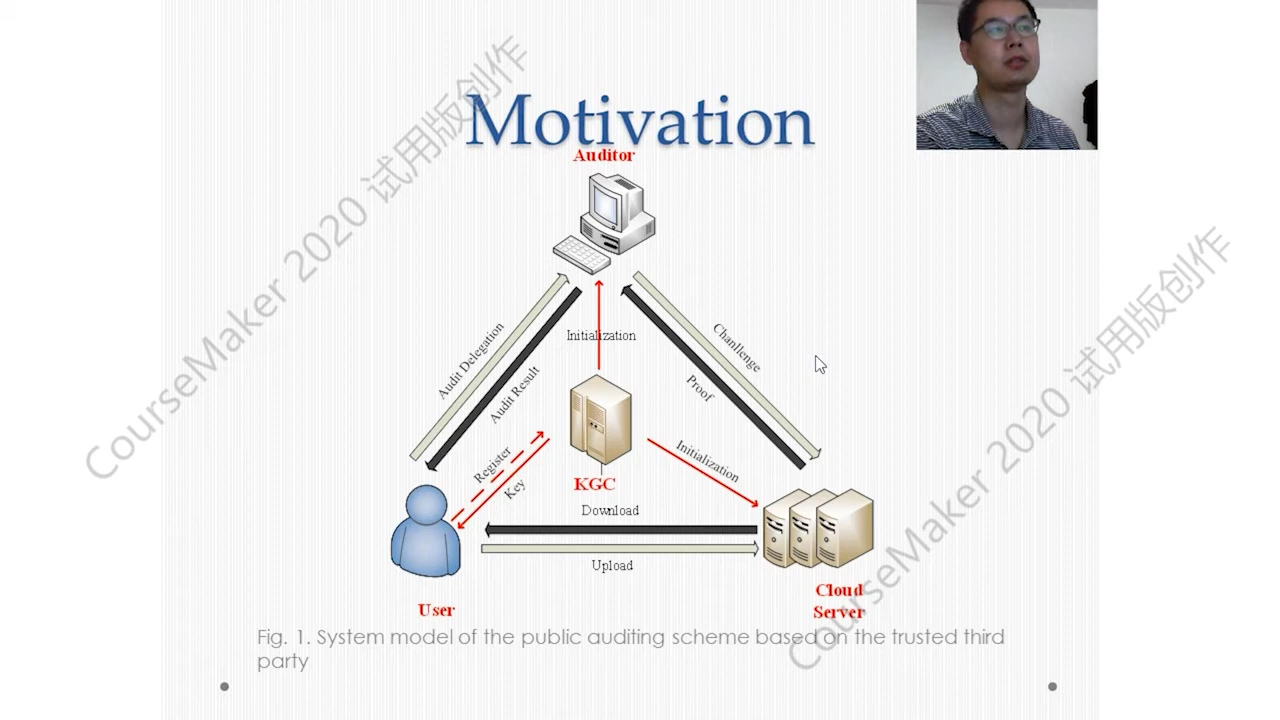 Motivation
Auditor
Initialization
Audit Delegation
Audit Result
Chanllenge
Proof
Register
Key
Initialization
KGC
Download
Upload
User
Cloud
Server
Fig. 1. System model of the public auditing scheme based on the trusted third
party
CourseMaker 2020 试用版创作
CourseMaker 2020 试用版创作